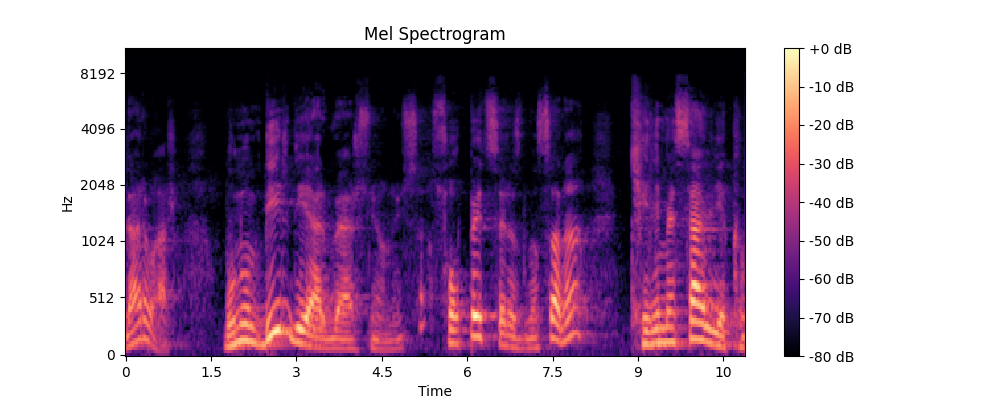 Mel Spectrogram
Hz
8192
4096
2048
1024
512
0
0 1.5 3 4.5 6 7.5 9 10
Time
+0 dB
-10 dB
-20 dB
-30 dB
-40 dB
-50 dB
-60 dB
-70 dB
-80 dB